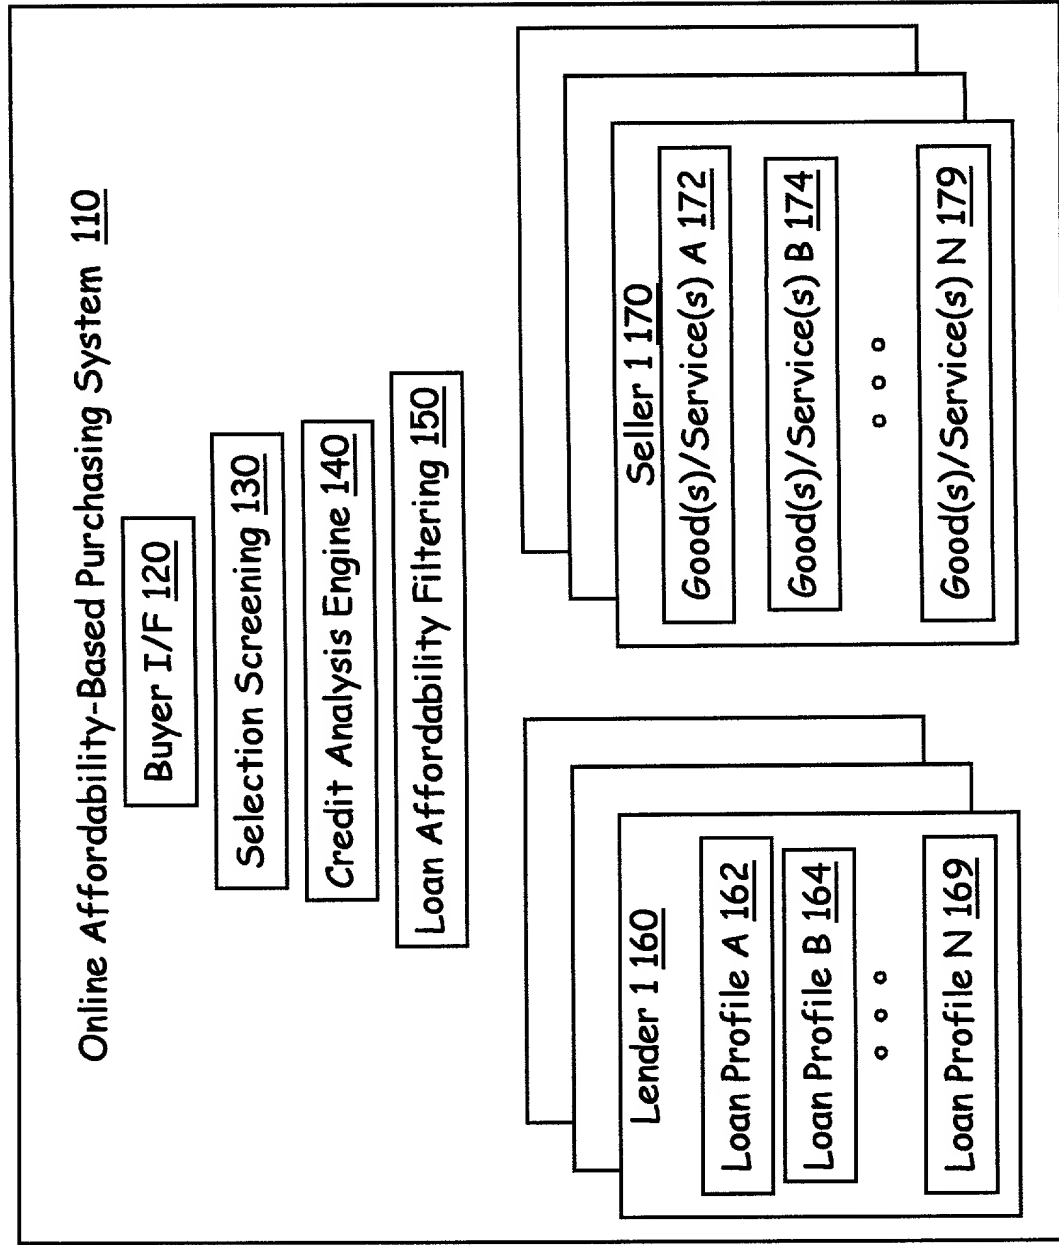 Online Affordability-Based Purchasing System 110
Buyer I/F 120
Selection Screening 130
Credit Analysis Engine 140
Loan Affordability Filtering 150
Lender 1 160
Loan Profile A 162
Loan Profile B 164
Loan Profile N 169
Seller 1 170
Good(s)/Service(s) A 172
Good(s)/Service(s) B 174
Good(s)/Service(s) N 179